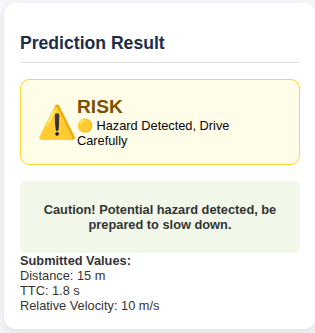 Prediction Result
RISK
Hazard Detected, Drive
Carefully
Caution! Potential hazard detected, be
prepared to slow down.
Submitted Values:
Distance: 15 m
TTC: 1.8 s
Relative Velocity: 10 m/s